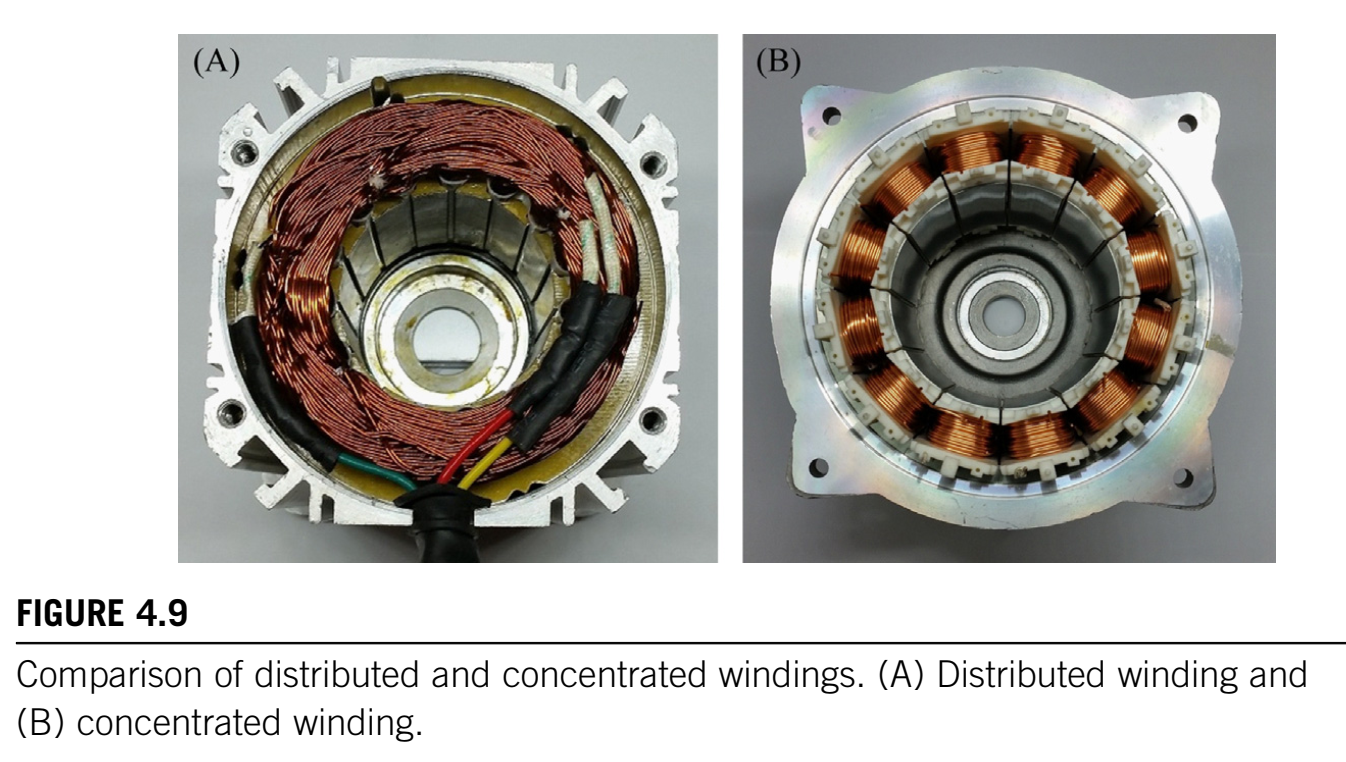 (A)
(B)
FIGURE 4.9
Comparison of distributed and concentrated windings. (A) Distributed winding and
(B) concentrated winding.